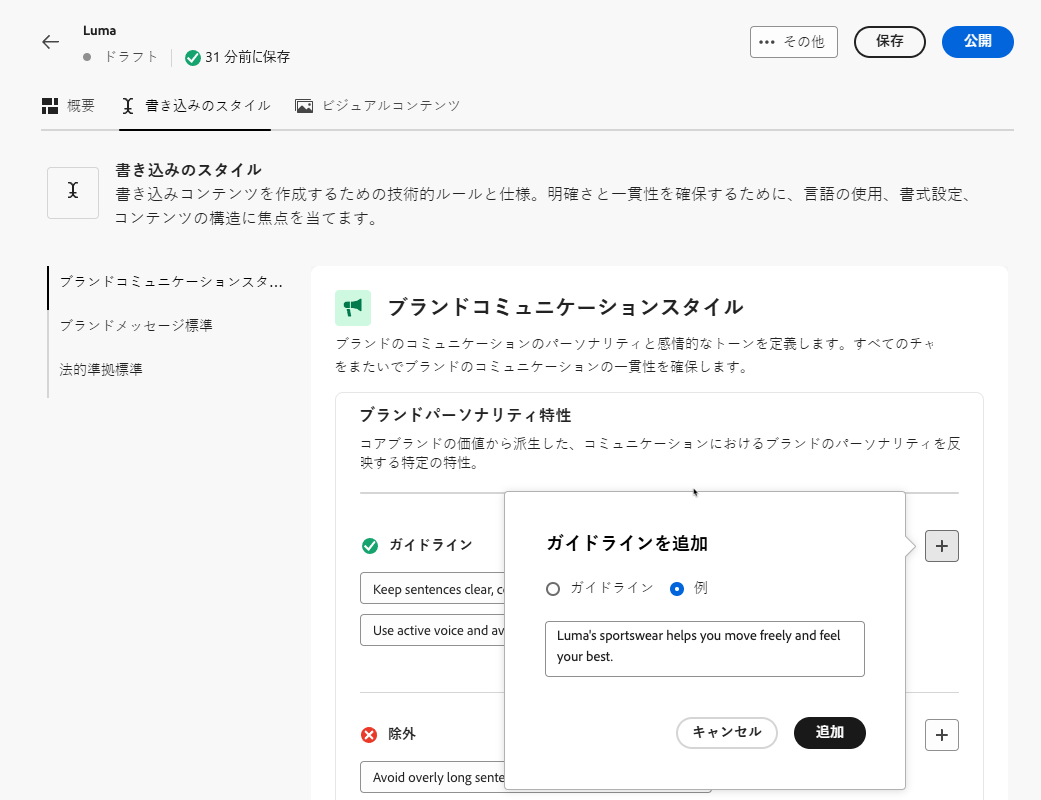 Luma
ドラフト
31 分前に保存
その他
保存
公開
概要
書き込みのスタイル
ビジュアルコンテンツ
書き込みのスタイル
書き込みコンテンツを作成するための技術的ルールと仕様。明確さと一貫性を確保するために、言語の使用、書式設定、
コンテンツの構造に焦点を当てます。
ブランドコミュニケーションスタ...
ブランドメッセージ標準
法的準拠標準
ブランドコミュニケーションスタイル
ブランドのコミュニケーションのパーソナリティと感情的なトーンを定義します。すべてのチャ
をまたいでブランドのコミュニケーションの一貫性を確保します。
ブランドパーソナリティ特性
コアブランドの価値から派生した、コミュニケーションにおけるブランドのパーソナリティを反
映する特定の特性。
ガイドライン
Keep sentences clear,
Use active voice and
ガイドラインを追加
ガイドライン
例
Luma's sportswear helps you move freely and feel
your best.
キャンセル
追加
除外
Avoid overly long